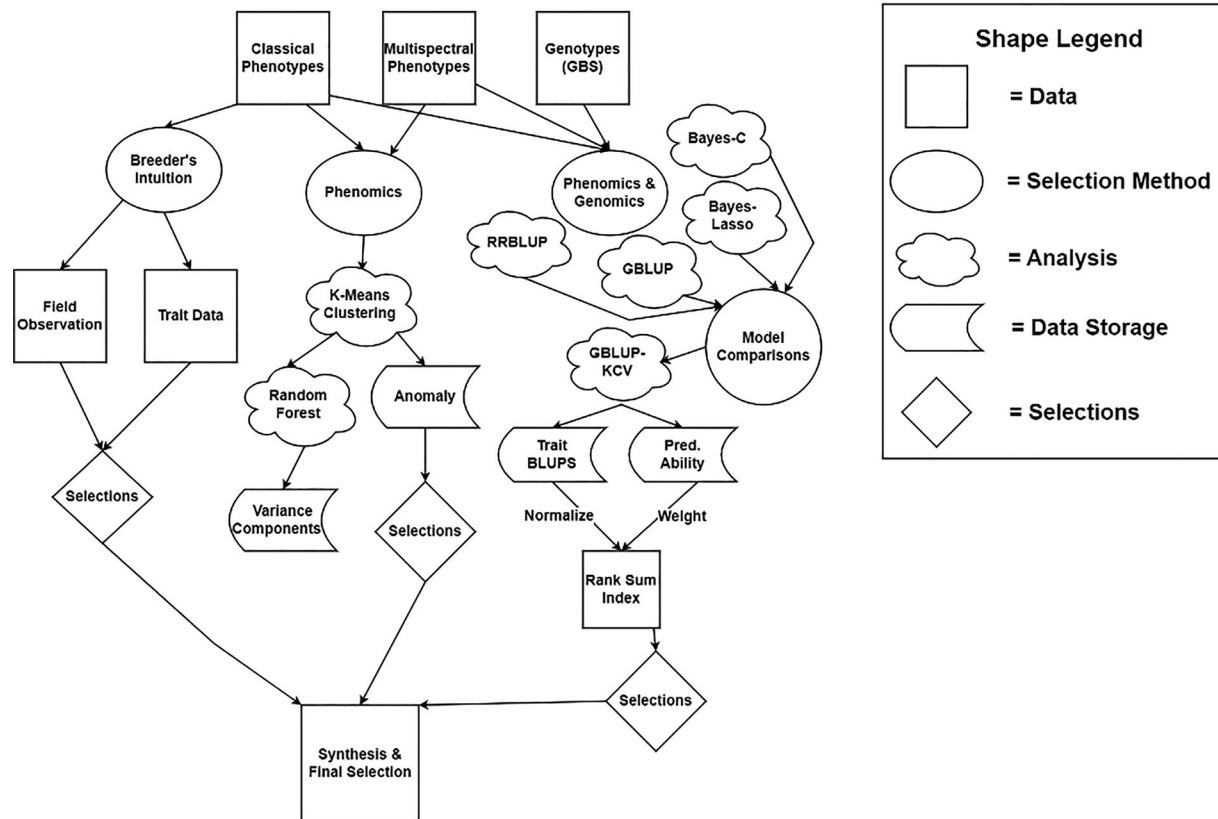 Classical
Phenotypes
Multispectral
Phenotypes
Genotypes
(GBS)
Breeder's
Intuition
Phenomics
Phenomics &
Genomics
Bayes-C
Bayes-
Lasso
RRBLUP
GBLUP
Field
Observation
Trait Data
K-Means
Clustering
Model
Comparisons
GBLUP-
KCV
Random
Forest
Anomaly
Trait
BLUPS
Pred.
Ability
Selections
Variance
Components
Selections
Normalize
Weight
Rank Sum
Index
Selections
Synthesis &
Final Selection
Shape Legend
= Data
= Selection Method
= Analysis
= Data Storage
= Selections